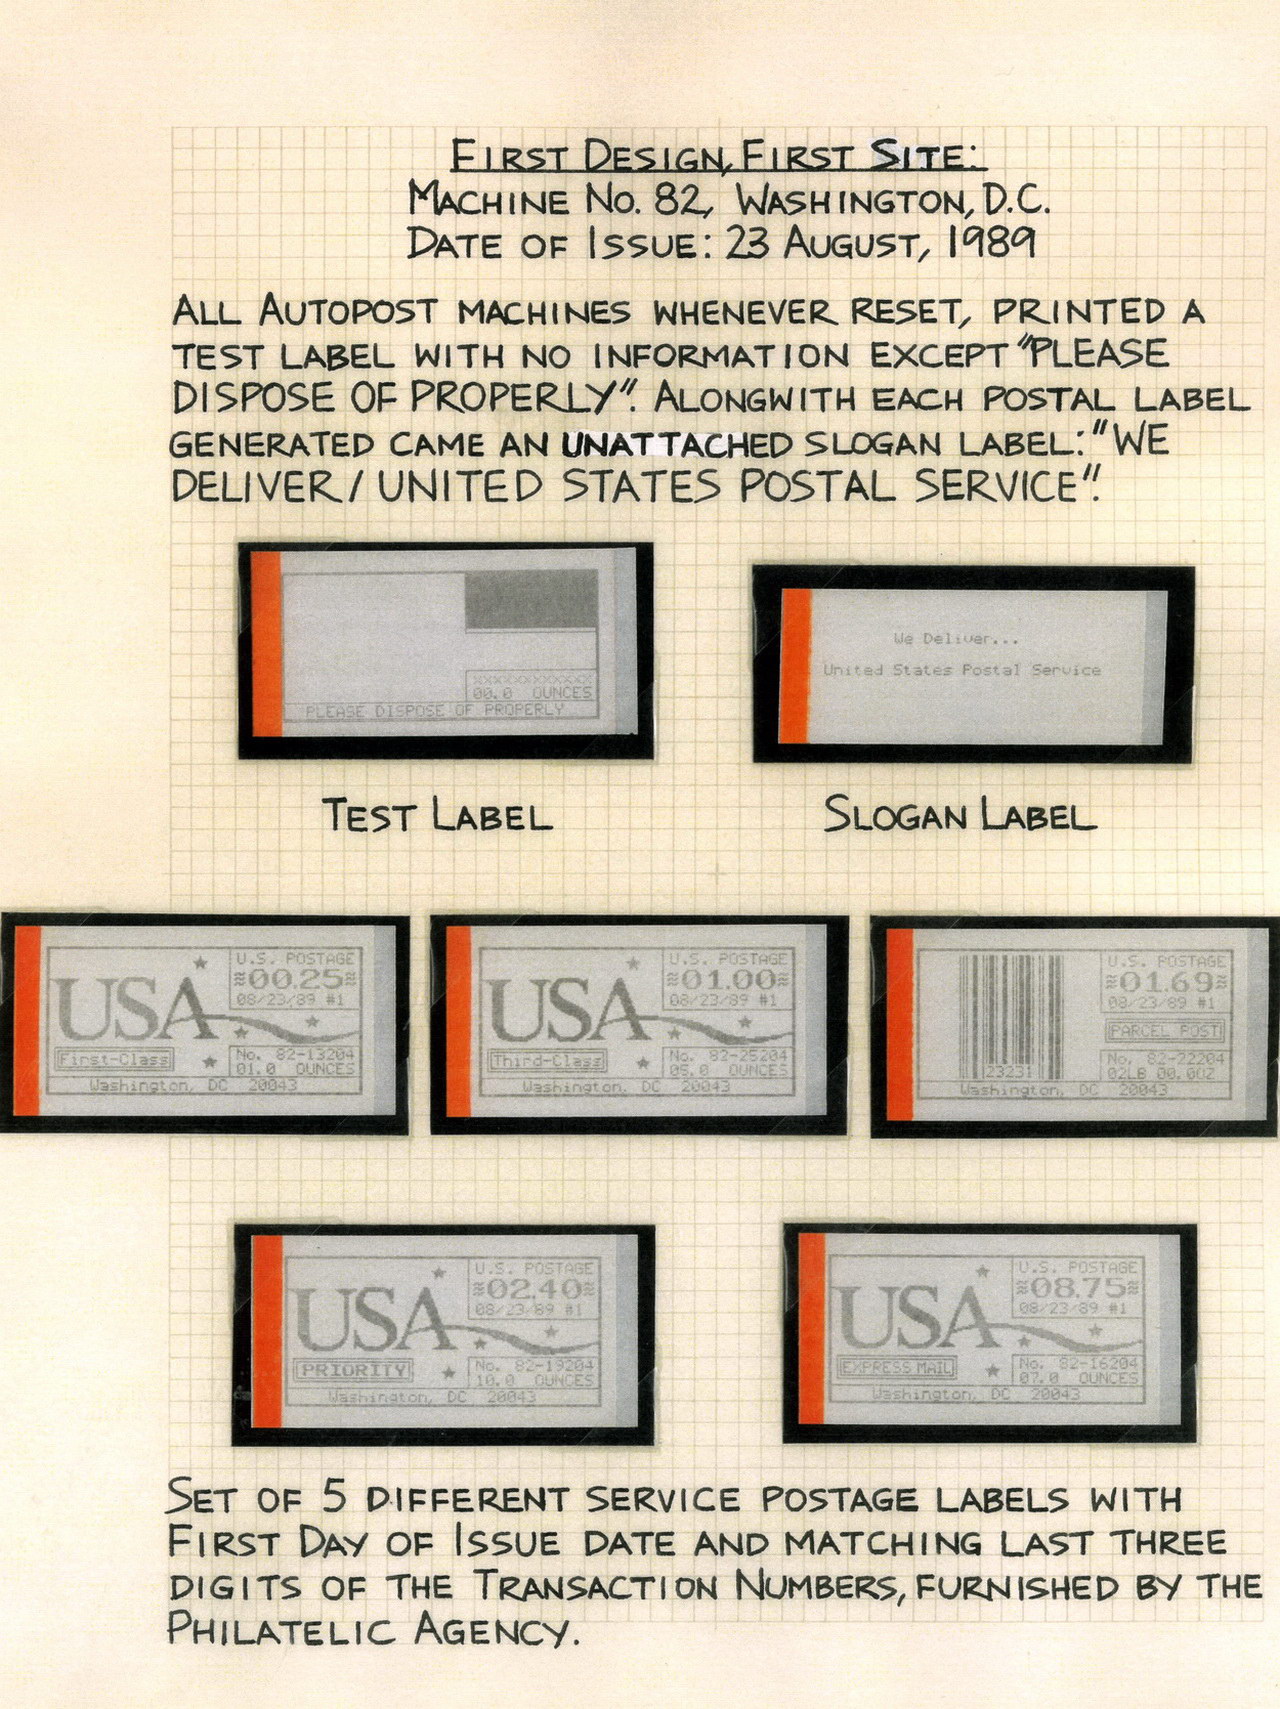 FIRST DESIGN, FIRST SITE:
MACHINE NO. 82, WASHINGTON, D.C.
DATE OF ISSUE: 23 AUGUST, 1989
ALL AUTOPOST MACHINES WHENEVER RESET, PRINTED A
TEST LABEL WITH NO INFORMATION EXCEPT "PLEASE
DISPOSE OF PROPERLY". ALONGWITH EACH POSTAL LABEL
GENERATED CAME AN UNATTACHED SLOGAN LABEL: "WE
DELIVER / UNITED STATES POSTAL SERVICE".
XXXXXXXXXXXXX
00.0 OUNCES
PLEASE DISPOSE OF PROPERLY
We Deliver...
United States Postal Service
TEST LABEL
SLOGAN LABEL
USA
U.S. POSTAGE
≈00.25≈
08/23/89 #1
First-Class
No. 82-13204
01.0 OUNCES
Washington, DC 20043
USA
U.S. POSTAGE
≈01.00≈
08/23/89 #1
Third-Class
No. 82-25204
05.0 OUNCES
Washington, DC 20043
U.S. POSTAGE
≈01.69≈
08/23/89 #1
PARCEL POST
23231
No. 82-22204
02LB 00.0OZ
Washington, DC 20043
USA
U.S. POSTAGE
≈02.40≈
08/23/89 #1
PRIORITY
No. 82-19204
10.0 OUNCES
Washington, DC 20043
USA
U.S. POSTAGE
≈08.75≈
08/23/89 #1
EXPRESS MAIL
No. 82-16204
07.0 OUNCES
Washington, DC 20043
SET OF 5 DIFFERENT SERVICE POSTAGE LABELS WITH
FIRST DAY OF ISSUE DATE AND MATCHING LAST THREE
DIGITS OF THE TRANSACTION NUMBERS, FURNISHED BY THE
PHILATELIC AGENCY.